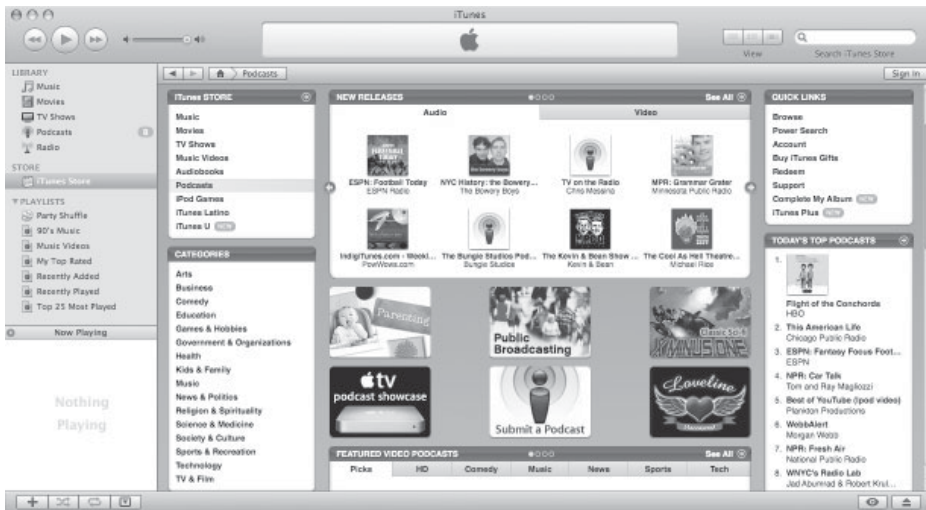 iTunes
View
Search iTunes Store
LIBRARY
Music
Movies
TV Shows
Podcasts
Radio
STORE
iTunes Store
PLAYLISTS
Party Shuffle
90's Music
Music Videos
My Top Rated
Recently Added
Recently Played
Top 25 Most Played
Now Playing
Nothing
Playing
Podcasts
Sign In
iTunes STORE
Music
Movies
TV Shows
Music Videos
Audiobooks
Podcasts
iPod Games
iTunes Latino
iTunes U NEW
CATEGORIES
Arts
Business
Comedy
Education
Games & Hobbies
Government & Organizations
Health
Kids & Family
Music
News & Politics
Religion & Spirituality
Science & Medicine
Society & Culture
Sports & Recreation
Technology
TV & Film
NEW RELEASES See All
Audio Video
FOOTBALL
TODAY
ESPN: Football Today
ESPN Radio
NYC History: the Bowery...
The Bowery Boys
TV on the Radio
Chris Messina
MPR: Grammar Grater
Minnesota Public Radio
IndigiTunes.com - Weekl...
PowWows.com
The Bungie Studios Pod...
Bungie Studios
The Kevin & Bean Show ...
Kevin & Bean
The Cool As Hell Theatre...
Michael Rice
Parenting
Public
Broadcasting
Classic Sci-fi
X MINUS ONE
tv
podcast showcase
Submit a Podcast
Loveline
FEATURED VIDEO PODCASTS See All
Picks HD Comedy Music News Sports Tech
QUICK LINKS
Browse
Power Search
Account
Buy iTunes Gifts
Redeem
Support
Complete My Album NEW
iTunes Plus NEW
TODAY'S TOP PODCASTS
1.
Flight of the Conchords
HBO
2. This American Life
Chicago Public Radio
3. ESPN: Fantasy Focus Foot...
ESPN
4. NPR: Car Talk
Tom and Ray Magliozzi
5. Best of YouTube (ipod video)
Plankton Productions
6. WebbAlert
Morgan Webb
7. NPR: Fresh Air
National Public Radio
8. WNYC's Radio Lab
Jad Abumrad & Robert Krul...